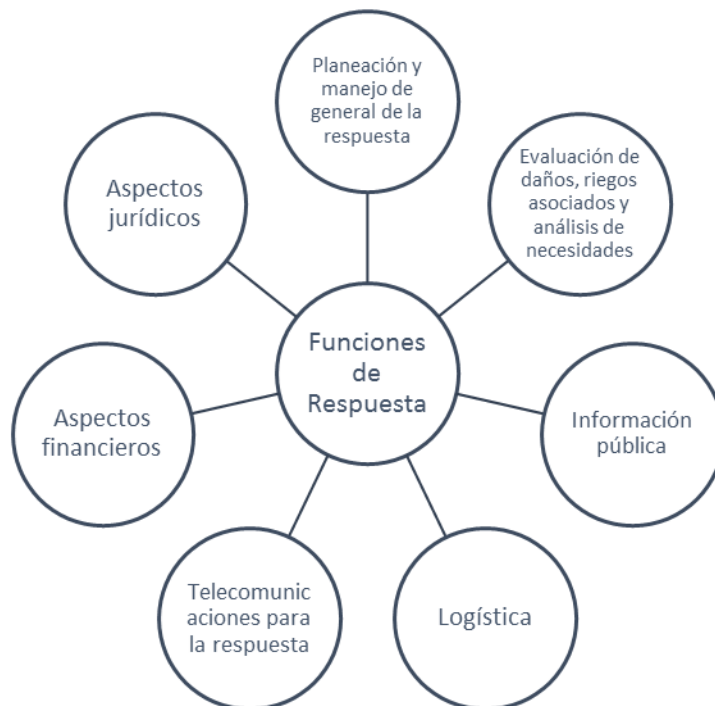 Planeación y
manejo de
general de la
respuesta
Evaluación de
daños, riegos
asociados y
análisis de
necesidades
Información
pública
Logística
Telecomunic
aciones para
la respuesta
Aspectos
financieros
Aspectos
jurídicos
Funciones
de
Respuesta